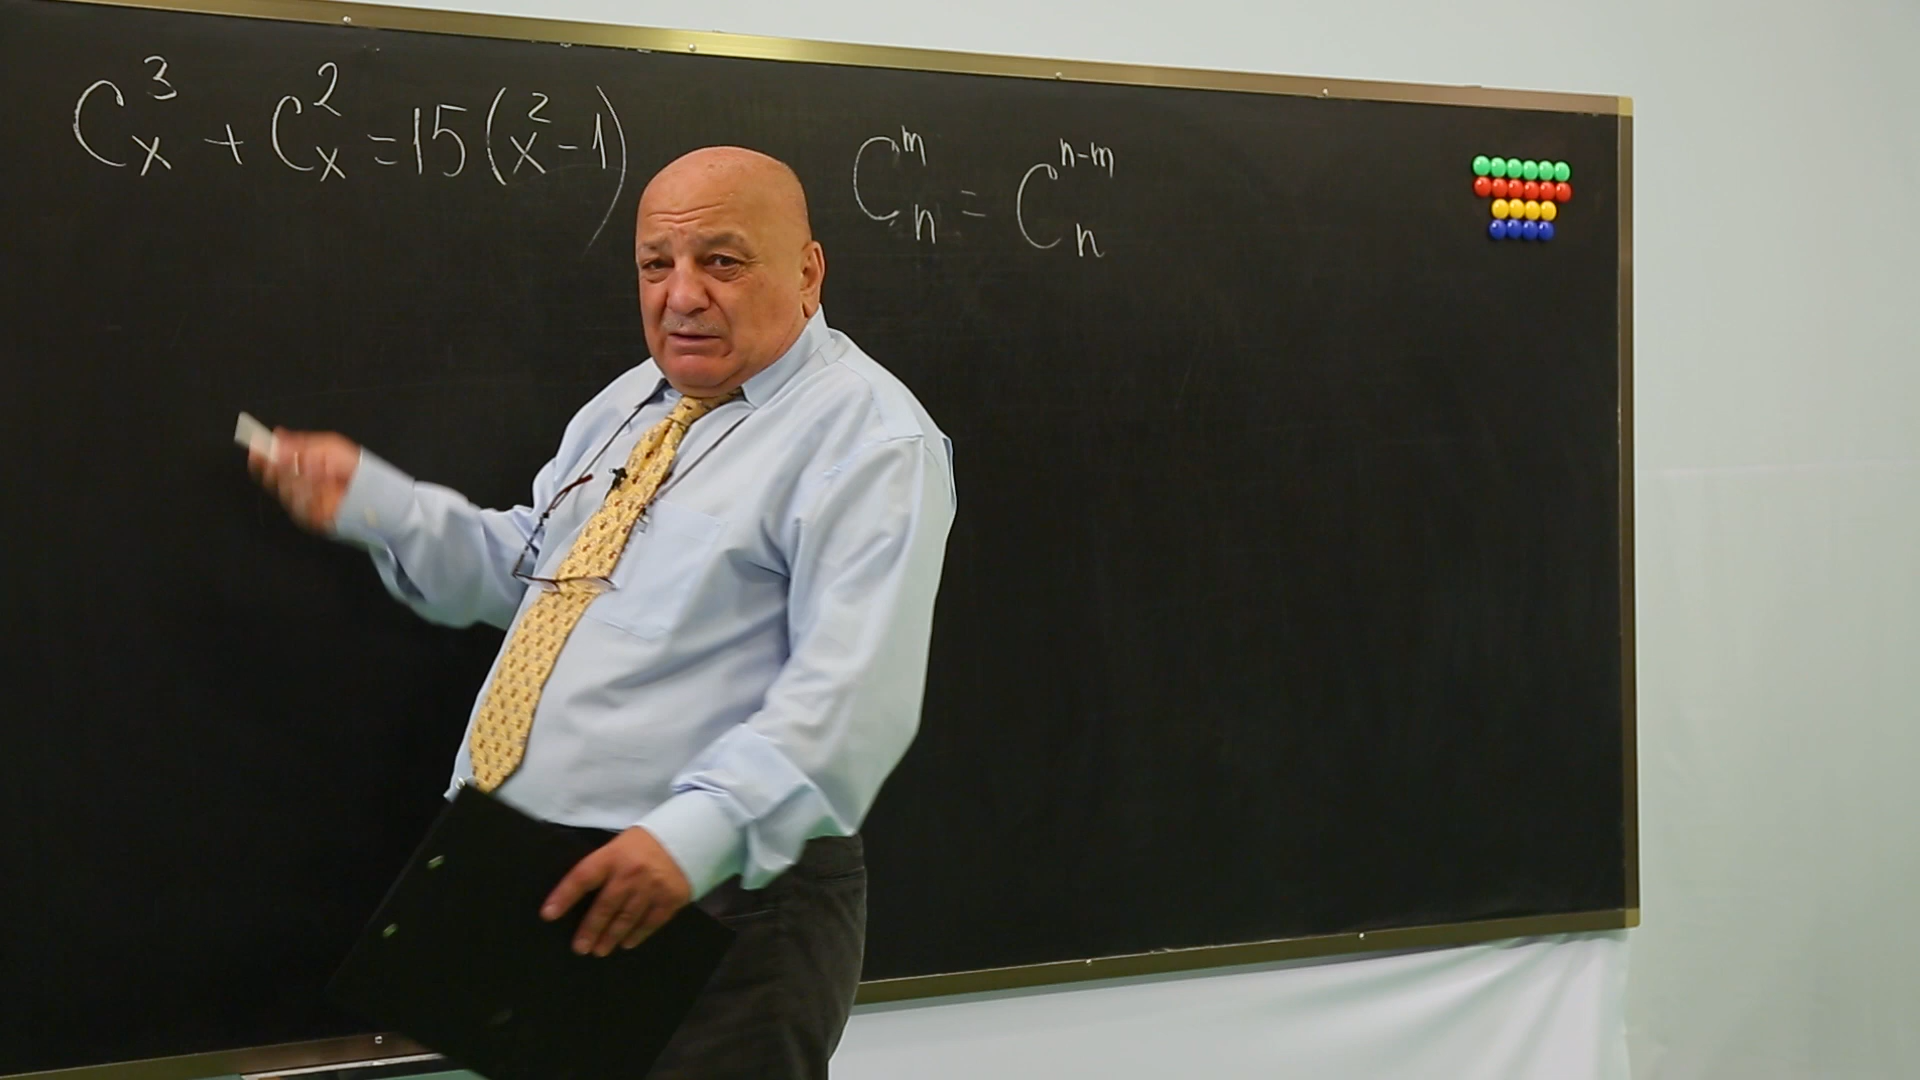 C_x^3 + C_x^2 = 15(x^2 - 1)
C_n^m = C_n^{n-m}